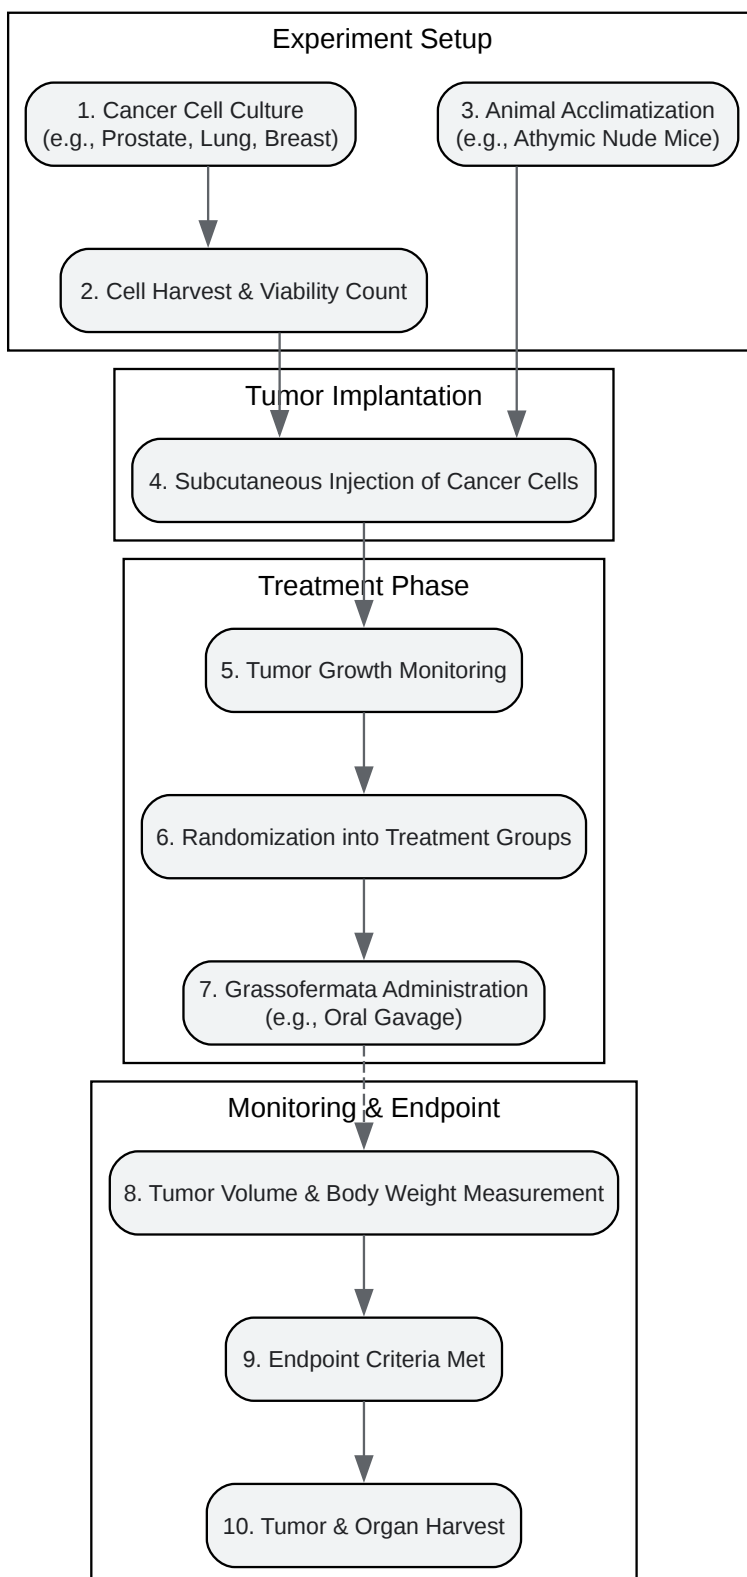 Experiment Setup
1. Cancer Cell Culture
(e.g., Prostate, Lung, Breast)
3. Animal Acclimatization
(e.g., Athymic Nude Mice)
2. Cell Harvest & Viability Count
Tumor Implantation
4. Subcutaneous Injection of Cancer Cells
Treatment Phase
5. Tumor Growth Monitoring
6. Randomization into Treatment Groups
7. Grassofermata Administration
(e.g., Oral Gavage)
Monitoring & Endpoint
8. Tumor Volume & Body Weight Measurement
9. Endpoint Criteria Met
10. Tumor & Organ Harvest